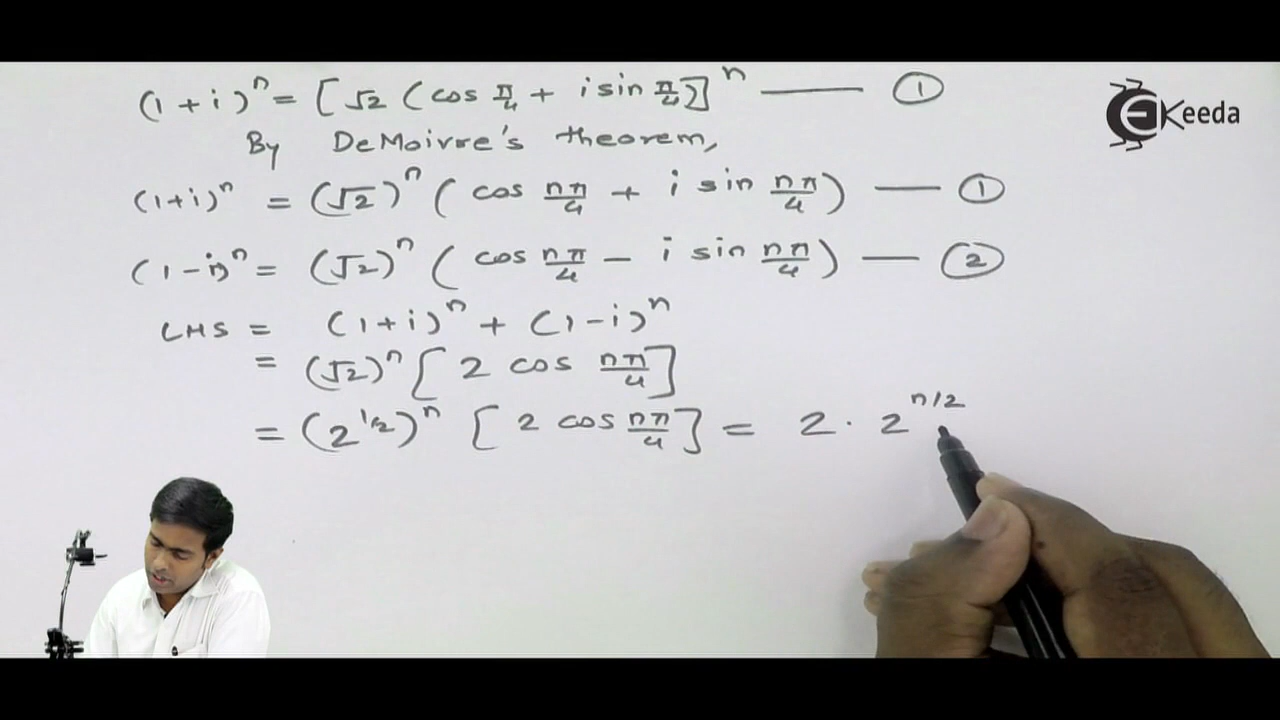 (1 + i)^n = [√2 (cos π/4 + i sin π/4)]^n —— ①
EKeeda
By DeMoivre's theorem,
(1+i)^n = (√2)^n (cos nπ/4 + i sin nπ/4) —— ①
(1-i)^n = (√2)^n (cos nπ/4 - i sin nπ/4) —— ②
LHS = (1+i)^n + (1-i)^n
= (√2)^n [2 cos nπ/4]
= (2^1/2)^n [2 cos nπ/4] = 2 · 2^n/2